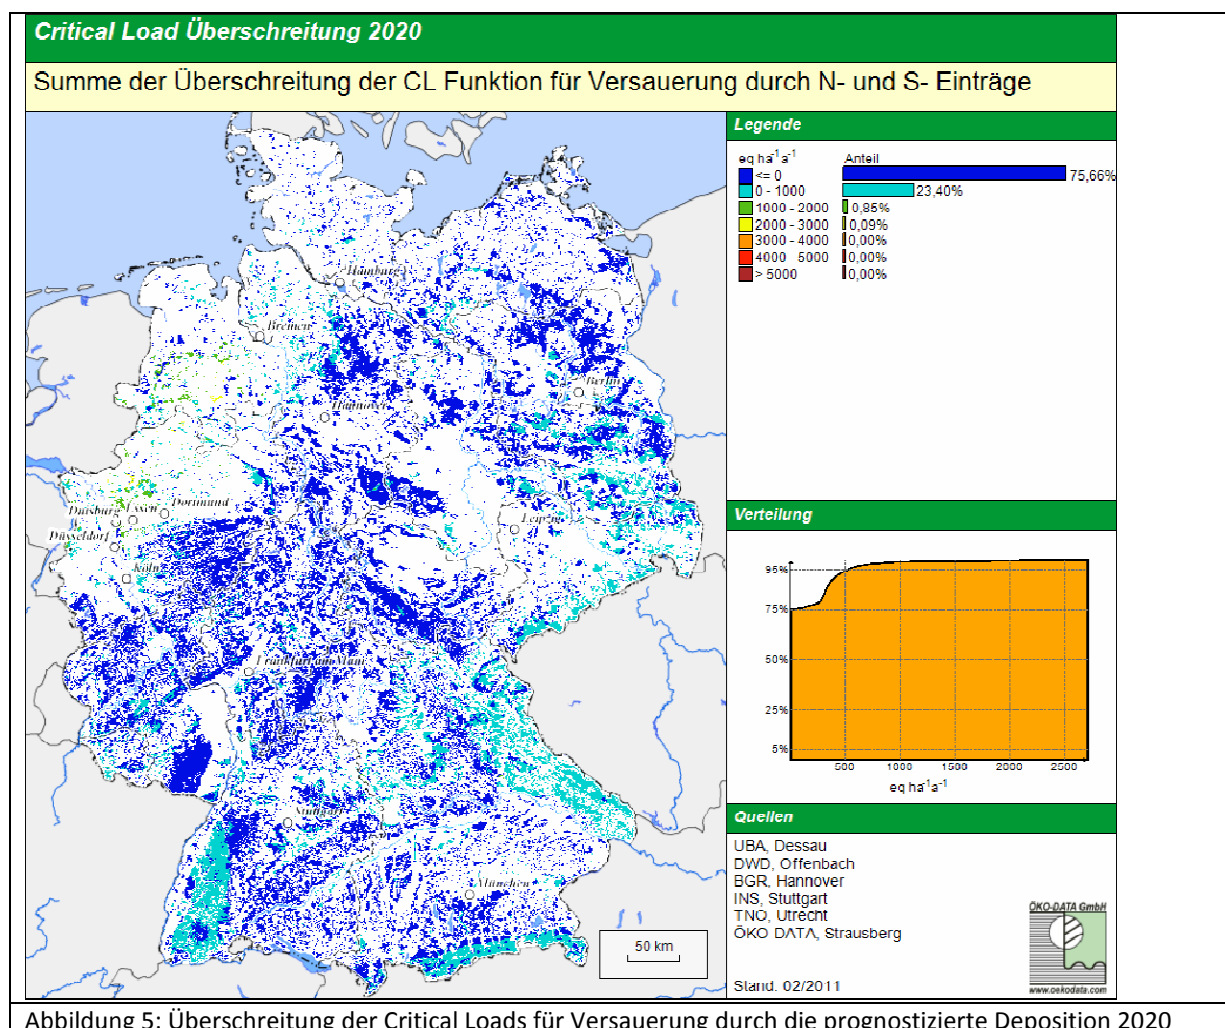 Critical Load Überschreitung 2020
Summe der Überschreitung der CL Funktion für Versauerung durch N- und S- Einträge
Legende
eq ha-1a-1 Anteil
<= 0 75,66%
0 - 1000 23,40%
1000 - 2000 0,85%
2000 - 3000 0,09%
3000 - 4000 0,00%
4000 5000 0,00%
> 5000 0,00%
Hamburg
Bremen
Berlin
Hannover
Dortmund
Duisburg Essen
Leipzig
Düsseldorf
Köln
Frankfurt am Main
Stuttgart
München
50 km
Verteilung
95%
75%
50%
25%
5%
500 1000 1500 2000 2500
eq ha-1a-1
Quellen
UBA, Dessau
DWD, Offenbach
BGR, Hannover
INS, Stuttgart
TNO, Utrecht
ÖKO DATA, Strausberg
Stand. 02/2011
ÖKO-DATA GmbH
www.oekodata.com
Abbildung 5: Überschreitung der Critical Loads für Versauerung durch die prognostizierte Deposition 2020